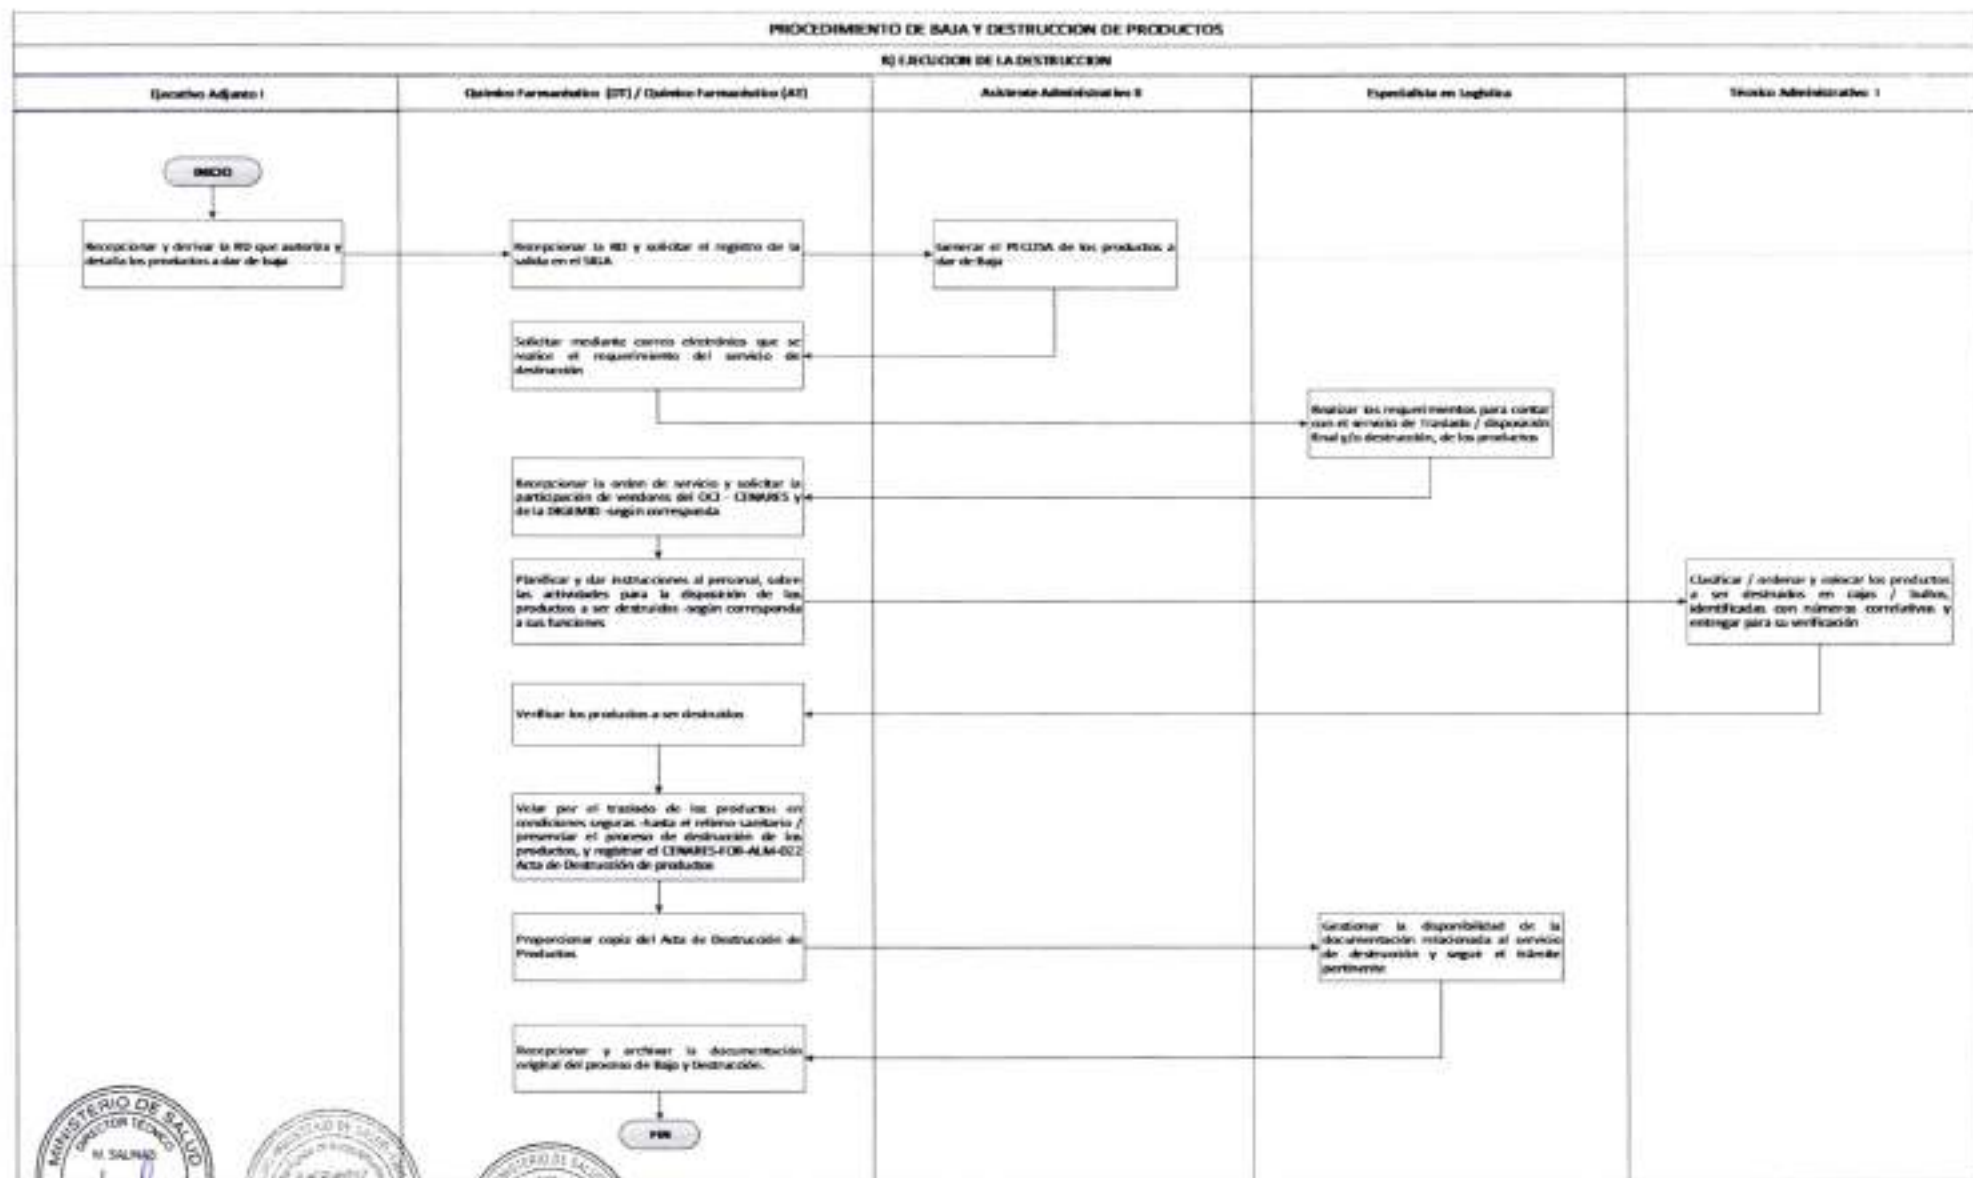 PROCEDIMIENTO DE BAJA Y DESTRUCCION DE PRODUCTOS
B) EJECUCION DE LA DESTRUCCION
Ejecutivo Adjunto I
Químico Farmacéutico (DT) / Químico Farmacéutico (AT)
Asistente Administrativo II
Especialista en Logística
Técnico Administrativo I
INICIO
Recepcionar y derivar la RD que autoriza y
detalla los productos a dar de baja
Recepcionar la RD y solicitar el registro de la
salida en el
Generar el PECOSA de los productos a
dar de Baja
Solicitar mediante correo electrónico que se
realice el requerimiento del servicio de
destrucción
Realizar los requerimientos para contar
con el servicio de Traslado / disposición
final y/o destrucción, de los productos
Recepcionar la orden de servicio y solicitar la
participación de veedores del OCI - CENARES y
de la DIGEMID -según corresponda
Planificar y dar instrucciones al personal, sobre
las actividades para la disposición de los
productos a ser destruidos -según corresponda
a sus funciones
Clasificar / ordenar y colocar los productos
a ser destruidos en cajas / bultos,
identificadas con números correlativos y
entregar para su verificación
Verificar los productos a ser destruidos
Velar por el traslado de los productos en
condiciones seguras -hasta el relleno sanitario /
presenciar el proceso de destrucción de los
productos, y registrar el CENARES-FOR-ALM-022
Acta de Destrucción de productos
Proporcionar copia del Acta de Destrucción de
Productos
Gestionar la disponibilidad de la
documentación relacionada al servicio
de destrucción y seguir el trámite
pertinente
Recepcionar y archivar la documentación
original del proceso de Baja y Destrucción.
FIN
MINISTERIO DE SALUD
DIRECTOR TÉCNICO
M. SALINAS
MINISTERIO DE SALUD
MINISTERIO DE SALUD